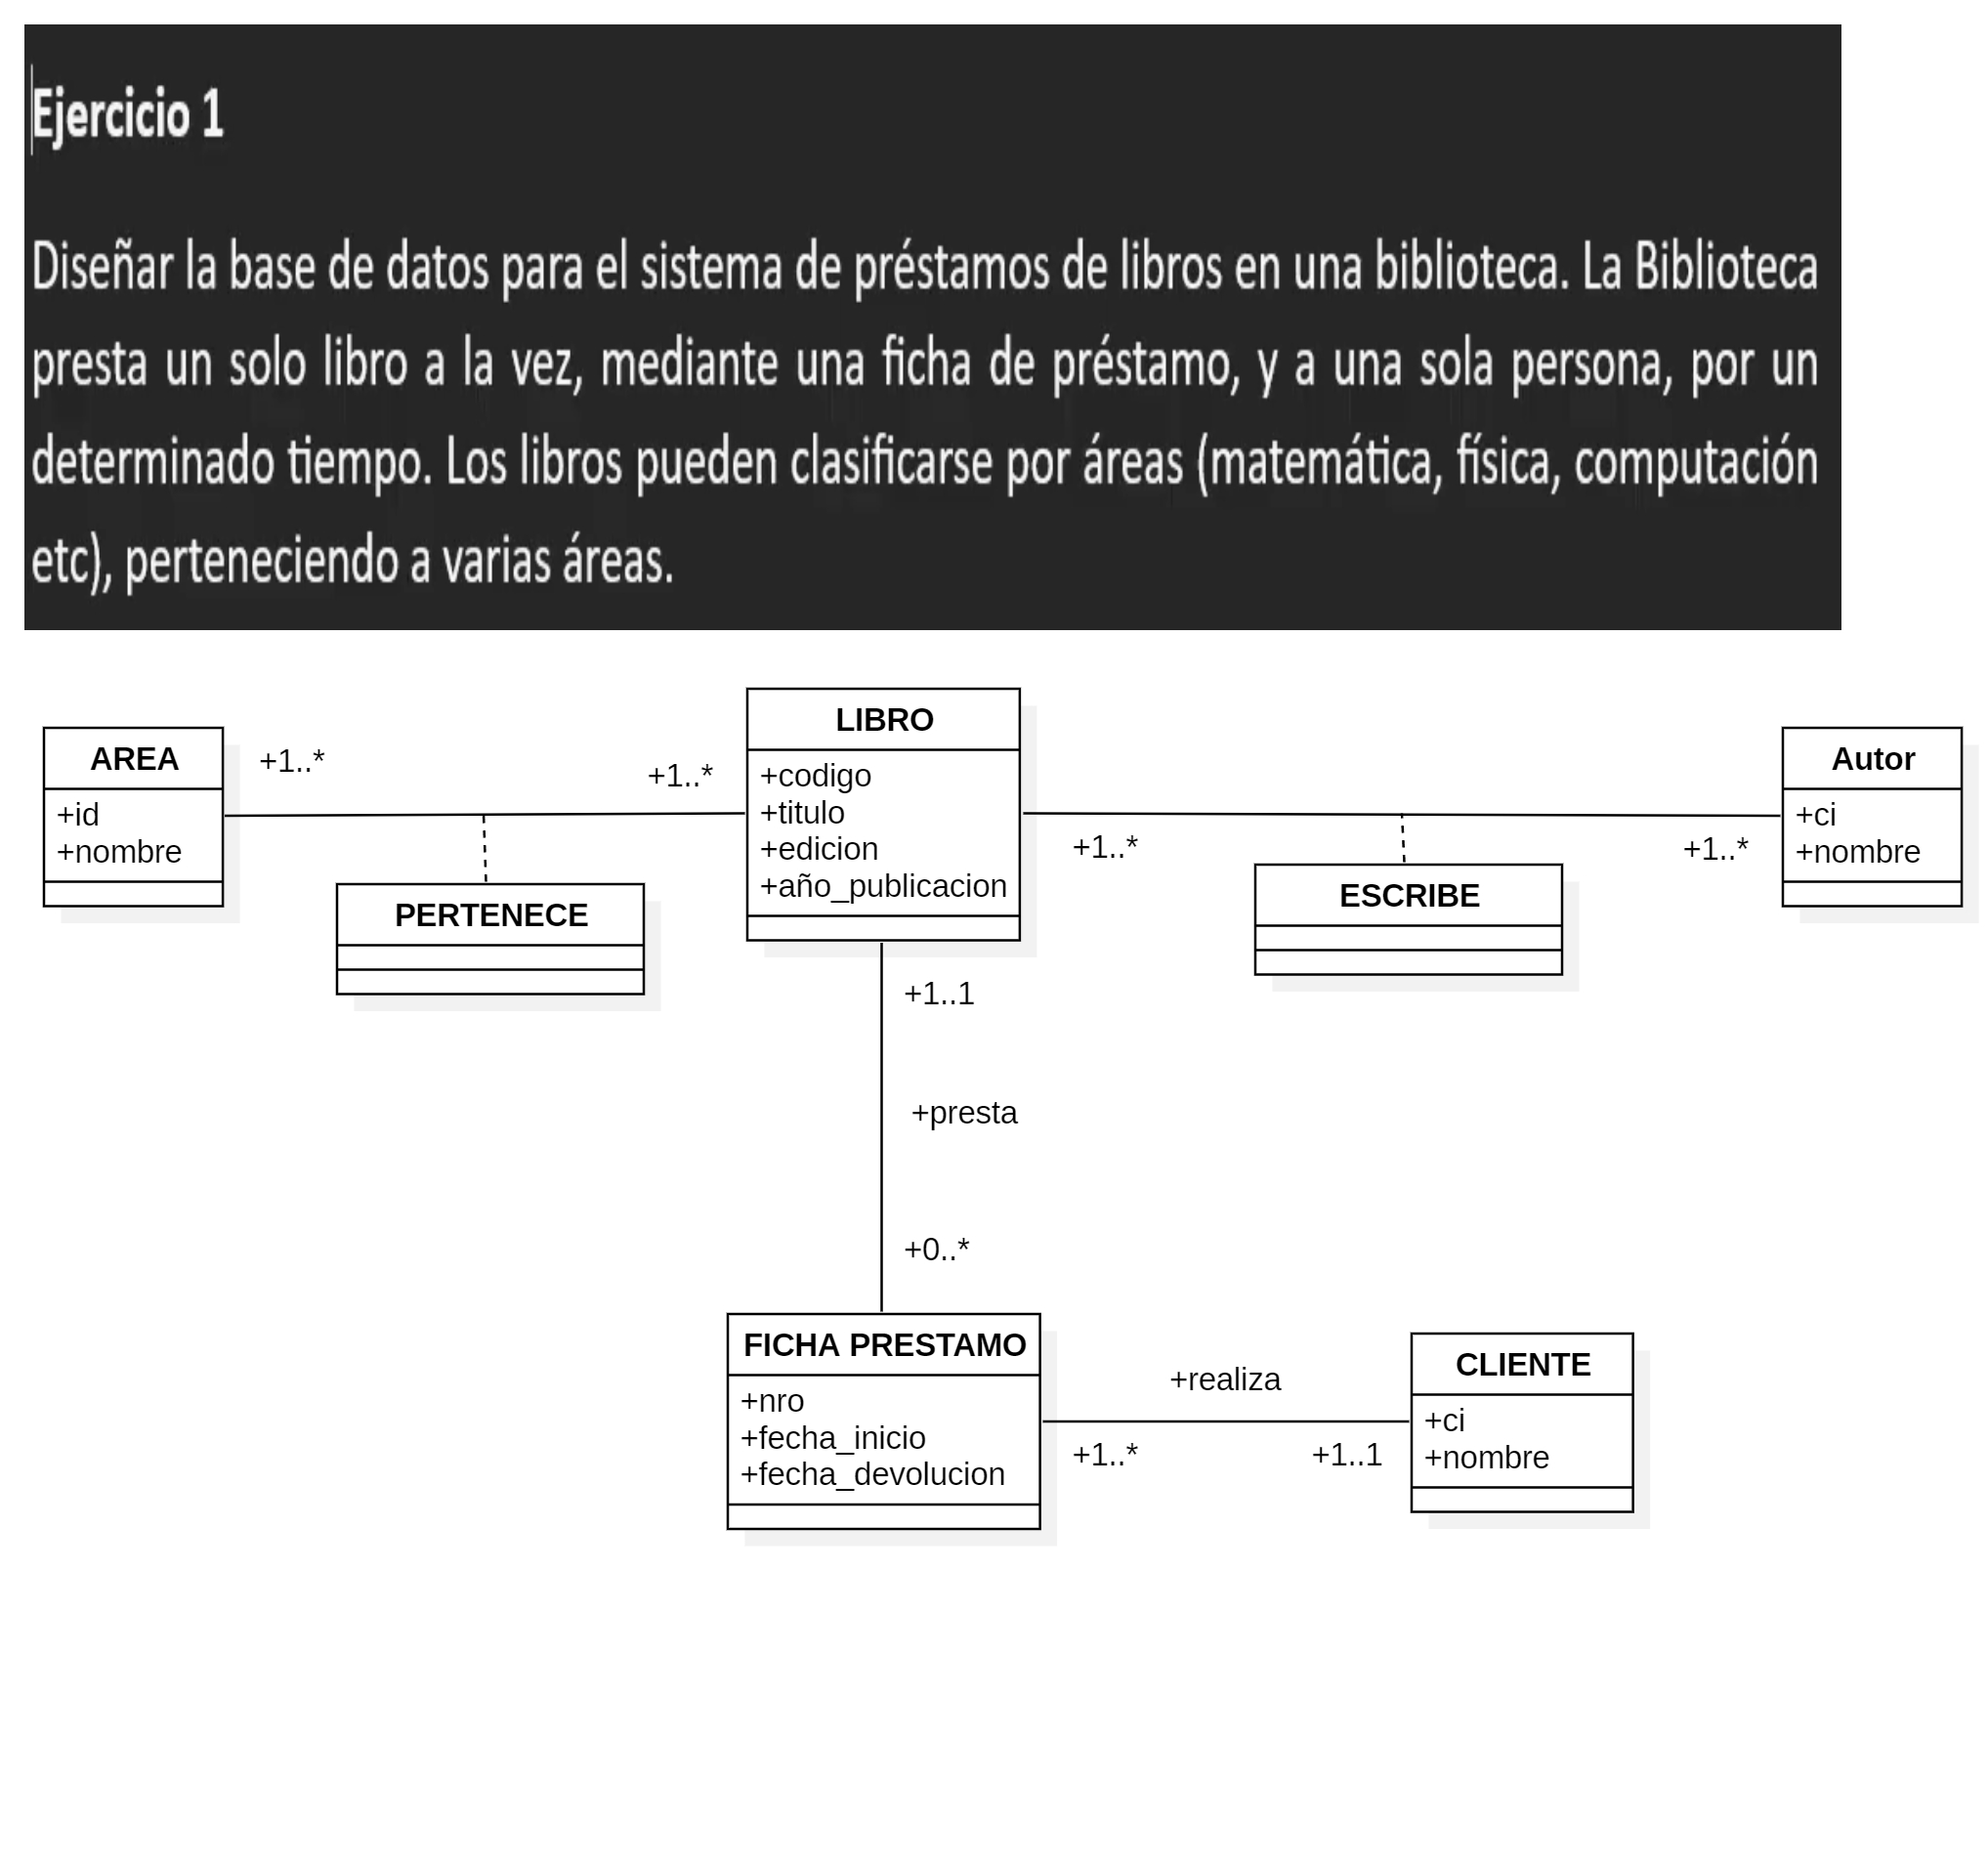 Ejercicio 1
Diseñar la base de datos para el sistema de préstamos de libros en una biblioteca. La Biblioteca
presta un solo libro a la vez, mediante una ficha de préstamo, y a una sola persona, por un
determinado tiempo. Los libros pueden clasificarse por áreas (matemática, física, computación
etc), perteneciendo a varias áreas.
AREA
+id
+nombre
+1..*
+1..*
PERTENECE
LIBRO
+codigo
+titulo
+edicion
+año_publicacion
+1..*
+1..*
ESCRIBE
Autor
+ci
+nombre
+1..1
+presta
+0..*
FICHA PRESTAMO
+nro
+fecha_inicio
+fecha_devolucion
+realiza
+1..*
+1..1
CLIENTE
+ci
+nombre